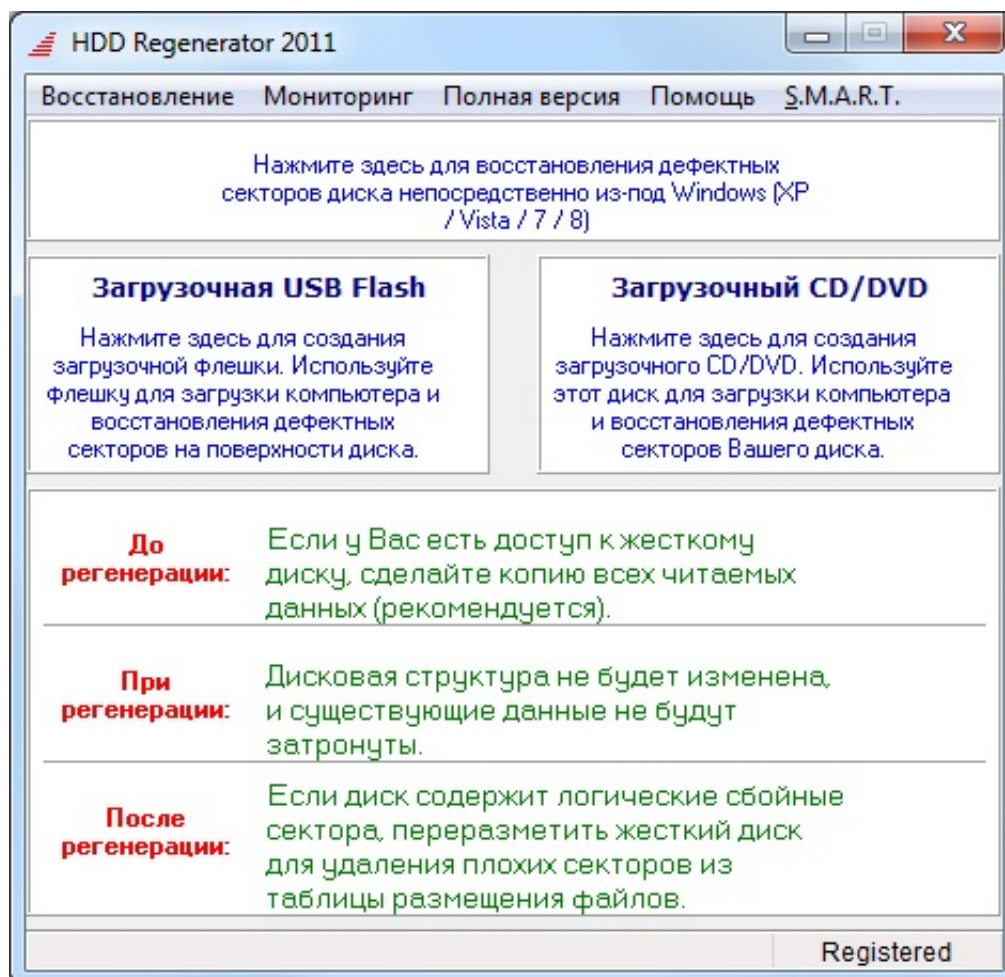 HDD Regenerator 2011
Восстановление Мониторинг Полная версия Помощь S.M.A.R.T.
Нажмите здесь для восстановления дефектных
секторов диска непосредственно из-под Windows (XP
/ Vista / 7 / 8)
Загрузочная USB Flash
Нажмите здесь для создания
загрузочной флешки. Используйте
флешку для загрузки компьютера и
восстановления дефектных
секторов на поверхности диска.
Загрузочный CD/DVD
Нажмите здесь для создания
загрузочного CD/DVD. Используйте
этот диск для загрузки компьютера
и восстановления дефектных
секторов Вашего диска.
До
регенерации:
Если у Вас есть доступ к жесткому
диску, сделайте копию всех читаемых
данных (рекомендуется).
При
регенерации:
Дисковая структура не будет изменена,
и существующие данные не будут
затронуты.
После
регенерации:
Если диск содержит логические сбойные
сектора, переразметить жесткий диск
для удаления плохих секторов из
таблицы размещения файлов.
Registered